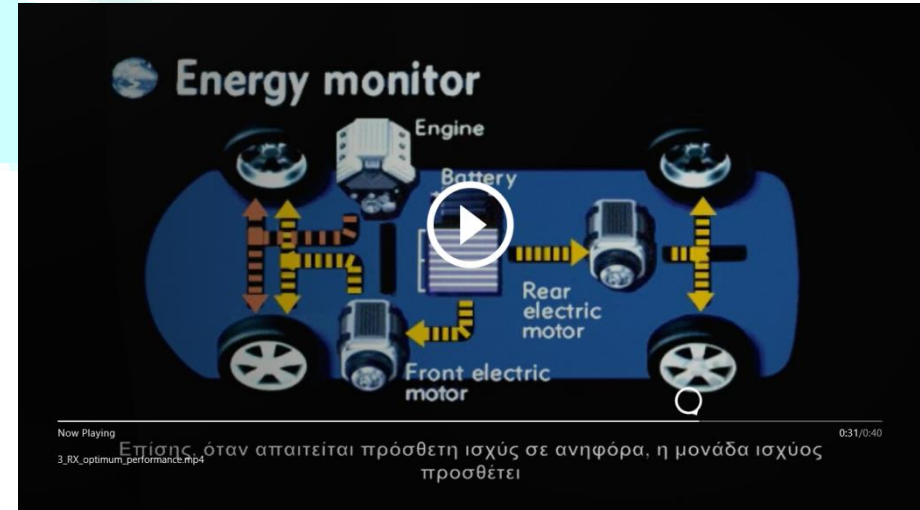 Energy monitor
Engine
Battery
Rear
electric
motor
Front electric
motor
Now Playing
0:31/0:40
3_RX_optimum_performance.mp4
Επίσης, όταν απαιτείται πρόσθετη ισχύς σε ανηφόρα, η μονάδα ισχύος
προσθέτει